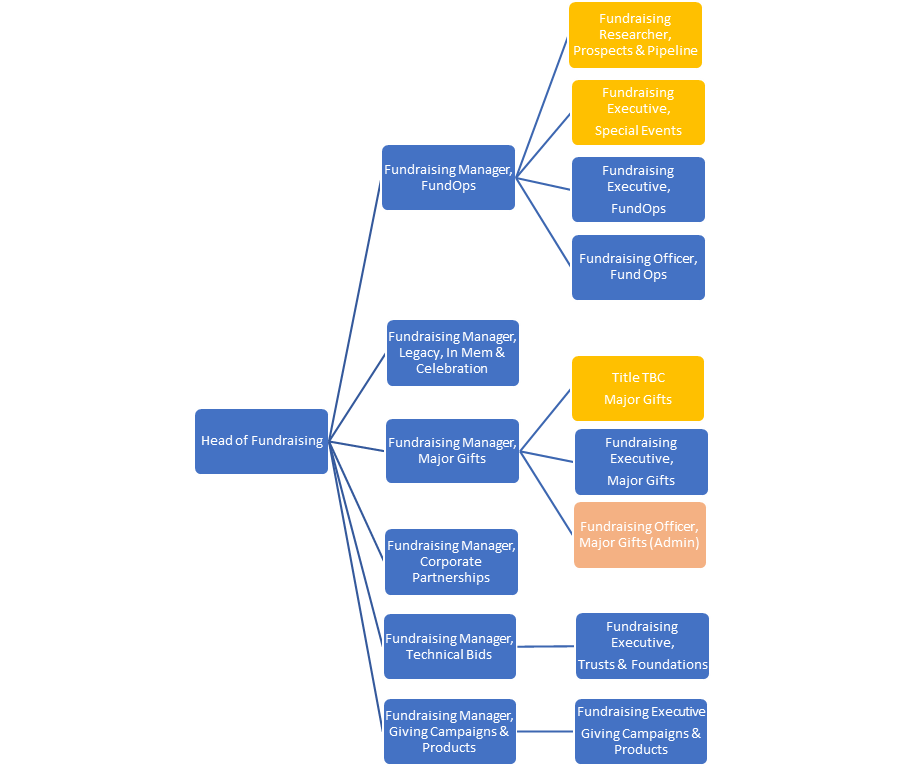 Fundraising
Researcher,
Prospects & Pipeline
Fundraising
Executive,
Special Events
Fundraising Manager,
FundOps
Fundraising
Executive,
FundOps
Fundraising Officer,
Fund Ops
Fundraising Manager,
Legacy, In Mem &
Celebration
Head of Fundraising
Fundraising Manager,
Major Gifts
Title TBC
Major Gifts
Fundraising
Executive,
Major Gifts
Fundraising Officer,
Major Gifts (Admin)
Fundraising Manager,
Corporate
Partnerships
Fundraising Manager,
Technical Bids
Fundraising
Executive,
Trusts & Foundations
Fundraising Manager,
Giving Campaigns &
Products
Fundraising Executive
Giving Campaigns &
Products